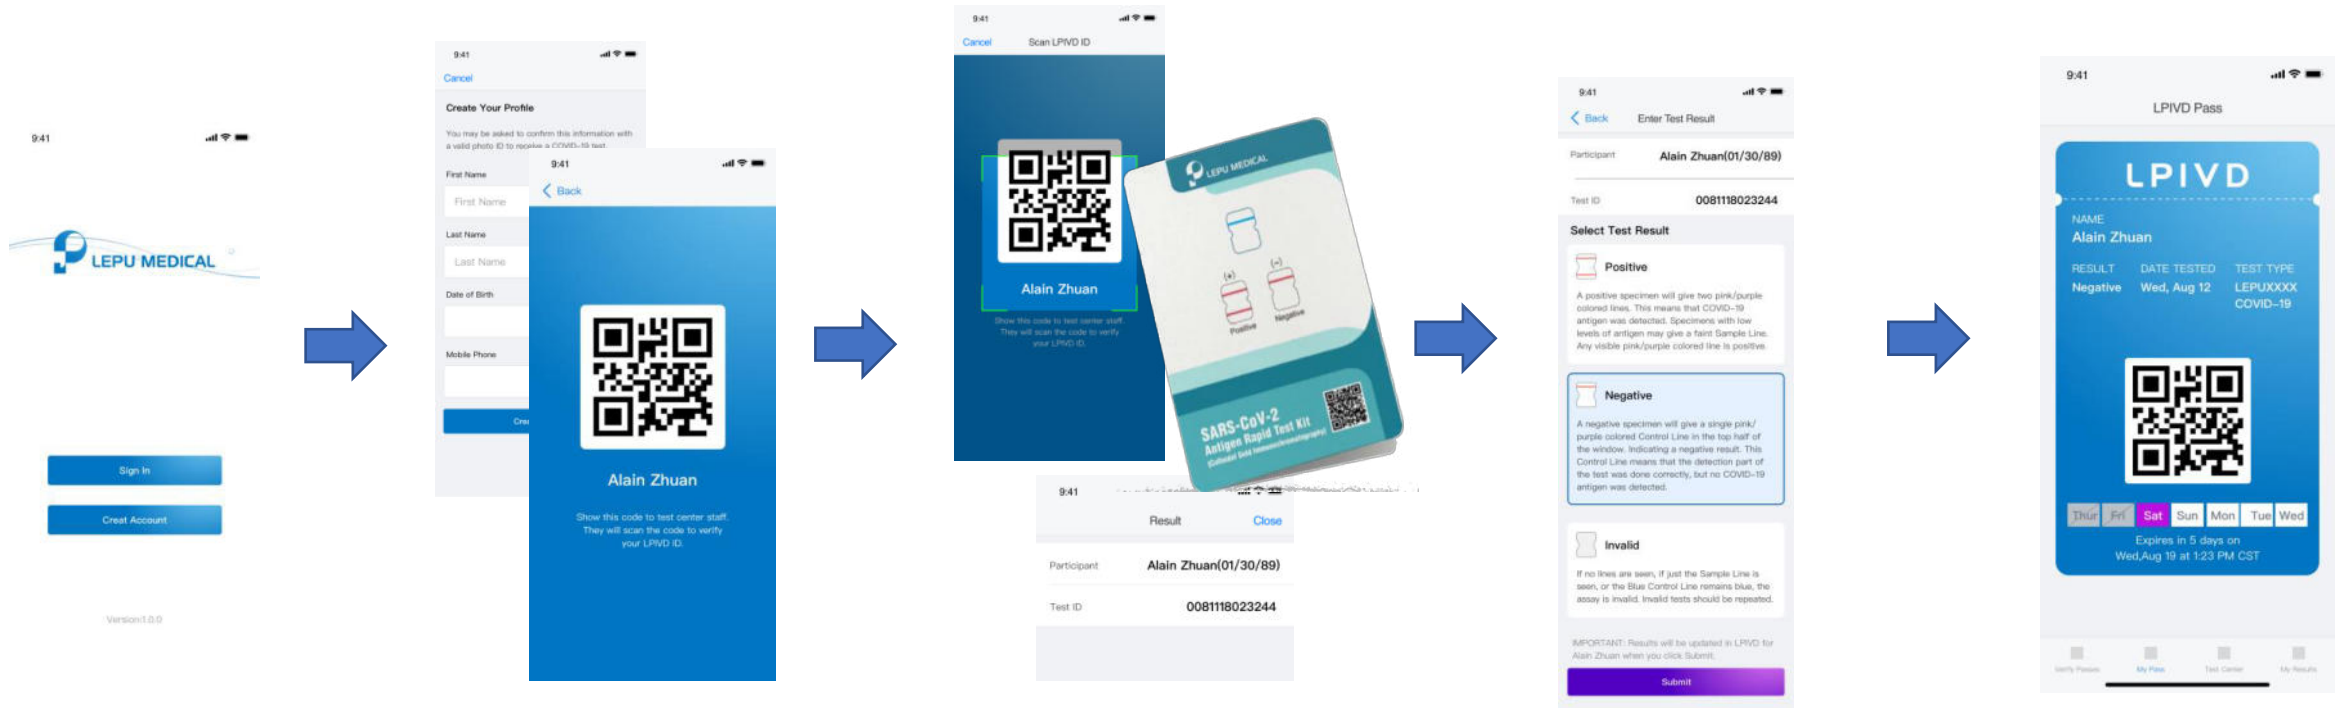 9:41
LEPU MEDICAL
Sign In
Creat Account
Version:1.0.0
9:41
Cancel
Create Your Profile
You may be asked to confirm this information with
a valid photo ID to receive a COVID-19 test.
First Name
First Name
Last Name
Last Name
Date of Birth
Mobile Phone
Crea
9:41
Back
Alain Zhuan
Show this code to test center staff.
They will scan the code to verify
your LPIVD ID.
9:41
Cancel Scan LPIVD ID
Alain Zhuan
Show this code to test center staff.
They will scan the code to verify
your LPIVD ID.
LEPU MEDICAL
(+) (-)
Positive Negative
SARS-CoV-2
Antigen Rapid Test Kit
(Colloidal Gold Immunochromatography)
9:41
Result Close
Participant Alain Zhuan(01/30/89)
Test ID 0081118023244
9:41
Back Enter Test Result
Participant Alain Zhuan(01/30/89)
Test ID 0081118023244
Select Test Result
Positive
A positive specimen will give two pink/purple
colored lines. This means that COVID-19
antigen was detected. Specimens with low
levels of antigen may give a faint Sample Line.
Any visible pink/purple colored line is positive.
Negative
A negative specimen will give a single pink/
purple colored Control Line in the top half of
the window. Indicating a negative result. This
Control Line means that the detection part of
the test was done correctly, but no COVID-19
antigen was detected.
Invalid
If no lines are seen, if just the Sample Line is
seen, or the Blue Control Line remains blue, the
assay is invalid. Invalid tests should be repeated.
IMPORTANT: Results will be updated in LPIVD for
Alain Zhuan when you click Submit.
Submit
9:41
LPIVD Pass
LPIVD
NAME
Alain Zhuan
RESULT DATE TESTED TEST TYPE
Negative Wed, Aug 12 LEPUXXXX
COVID-19
Thur Fri Sat Sun Mon Tue Wed
Expires in 5 days on
Wed,Aug 19 at 1:23 PM CST
Verify Passes My Pass Test Center My Results